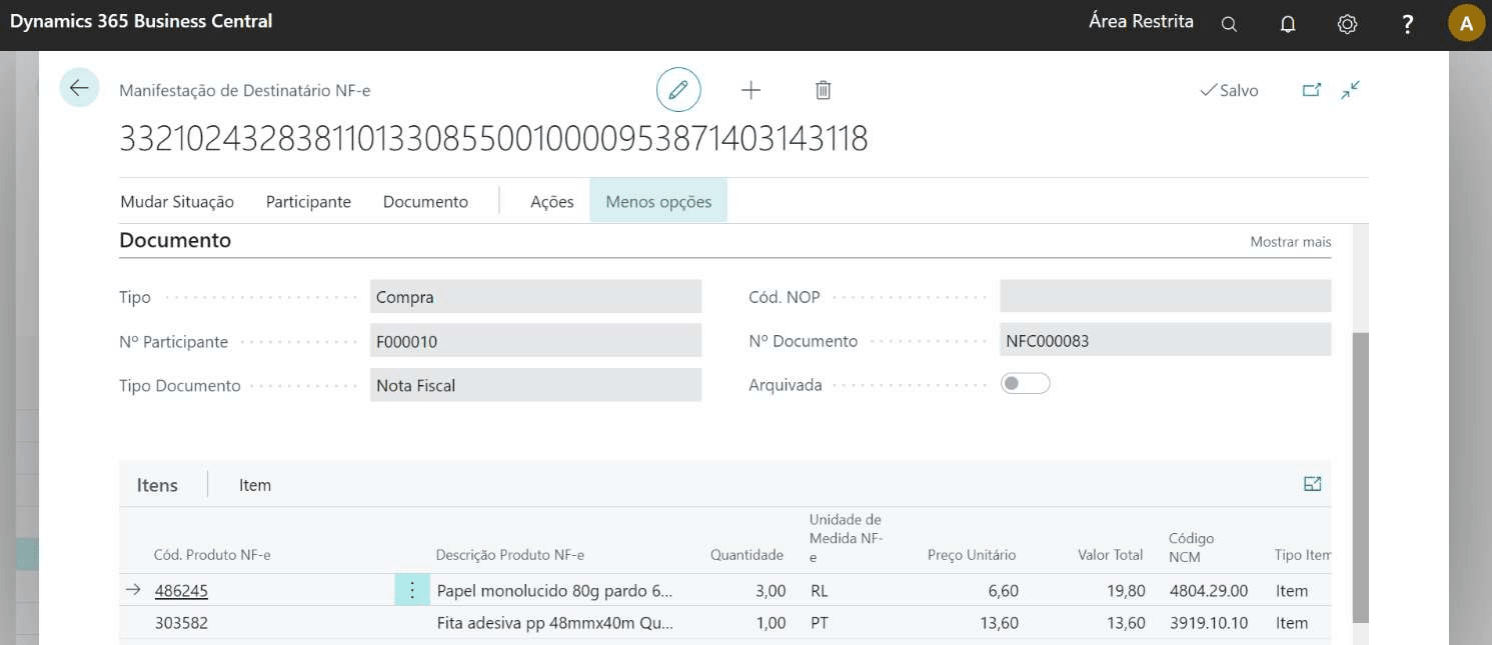 Dynamics 365 Business Central
Área Restrita
?
A
Manifestação de Destinatário NF-e
Salvo
33210243283811013308550010000953871403143118
Mudar Situação Participante Documento Ações Menos opções
Documento Mostrar mais
Tipo Compra Cód. NOP
Nº Participante F000010 Nº Documento NFC000083
Tipo Documento Nota Fiscal Arquivada
Itens Item
Cód. Produto NF-e Descrição Produto NF-e Quantidade Unidade de Medida NF-e Preço Unitário Valor Total Código NCM Tipo Item
486245 Papel monolucido 80g pardo 6... 3,00 RL 6,60 19,80 4804.29.00 Item
303582 Fita adesiva pp 48mmx40m Qu... 1,00 PT 13,60 13,60 3919.10.10 Item